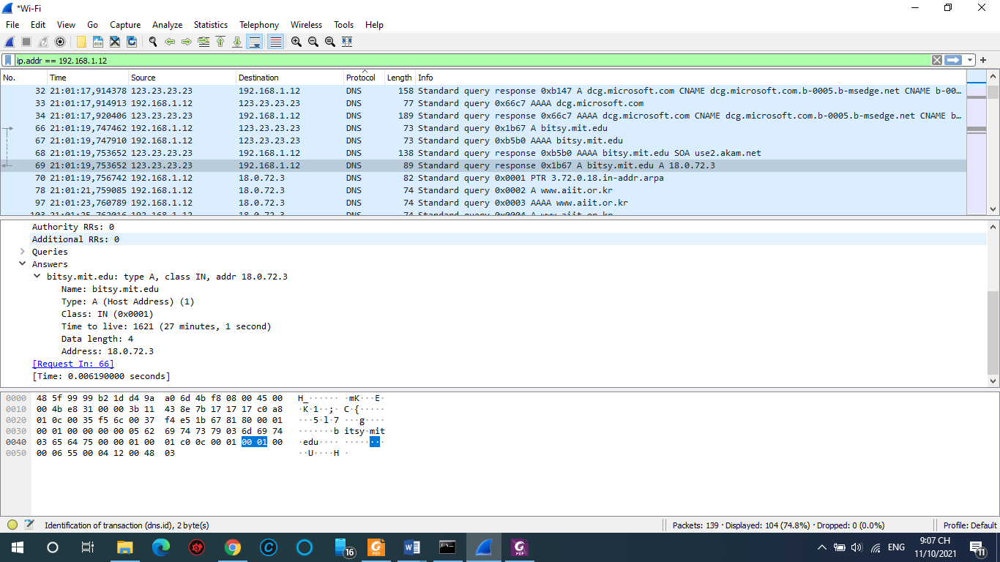 *Wi-Fi
File Edit View Go Capture Analyze Statistics Telephony Wireless Tools Help
ip.addr == 192.168.1.12
No. Time Source Destination Protocol Length Info
32 21:01:17,914378 123.23.23.23 192.168.1.12 DNS 158 Standard query response 0xb147 A dcg.microsoft.com CNAME dcg.microsoft.com.b-0005.b-msedge.net CNAME b-00…
33 21:01:17,914913 192.168.1.12 123.23.23.23 DNS 77 Standard query 0x66c7 AAAA dcg.microsoft.com
34 21:01:17,920406 123.23.23.23 192.168.1.12 DNS 189 Standard query response 0x66c7 AAAA dcg.microsoft.com CNAME dcg.microsoft.com.b-0005.b-msedge.net CNAME b…
66 21:01:19,747462 192.168.1.12 123.23.23.23 DNS 73 Standard query 0x1b67 A bitsy.mit.edu
67 21:01:19,747910 192.168.1.12 123.23.23.23 DNS 73 Standard query 0xb5b0 AAAA bitsy.mit.edu
68 21:01:19,753652 123.23.23.23 192.168.1.12 DNS 138 Standard query response 0xb5b0 AAAA bitsy.mit.edu SOA use2.akam.net
69 21:01:19,753652 123.23.23.23 192.168.1.12 DNS 89 Standard query response 0x1b67 A bitsy.mit.edu A 18.0.72.3
70 21:01:19,756742 192.168.1.12 18.0.72.3 DNS 82 Standard query 0x0001 PTR 3.72.0.18.in-addr.arpa
78 21:01:21,759085 192.168.1.12 18.0.72.3 DNS 74 Standard query 0x0002 A www.aiit.or.kr
97 21:01:23,760789 192.168.1.12 18.0.72.3 DNS 74 Standard query 0x0003 AAAA www.aiit.or.kr
103 21:01:25,762016 192.168.1.12 18.0.72.3 DNS 74 Standard query 0x0004 A www.aiit.or.kr
Authority RRs: 0
Additional RRs: 0
Queries
Answers
bitsy.mit.edu: type A, class IN, addr 18.0.72.3
Name: bitsy.mit.edu
Type: A (Host Address) (1)
Class: IN (0x0001)
Time to live: 1621 (27 minutes, 1 second)
Data length: 4
Address: 18.0.72.3
[Request In: 66]
[Time: 0.006190000 seconds]
0000 48 5f 99 99 b2 1d d4 9a a0 6d 4b f8 08 00 45 00 H_······ ·mK···E·
0010 00 4b e8 31 00 00 3b 11 43 8e 7b 17 17 17 c0 a8 ·K·1··;· C·{·····
0020 01 0c 00 35 f5 6c 00 37 f4 e5 1b 67 81 80 00 01 ···5·l·7 ···g····
0030 00 01 00 00 00 00 05 62 69 74 73 79 03 6d 69 74 ·······b itsy·mit
0040 03 65 64 75 00 00 01 00 01 c0 0c 00 01 00 01 00 ·edu···· ········
0050 00 06 55 00 04 12 00 48 03 ··U····H ·
Identification of transaction (dns.id), 2 byte(s)
Packets: 139 · Displayed: 104 (74.8%) · Dropped: 0 (0.0%)
Profile: Default
16
ENG
9:07 CH
11/10/2021
11